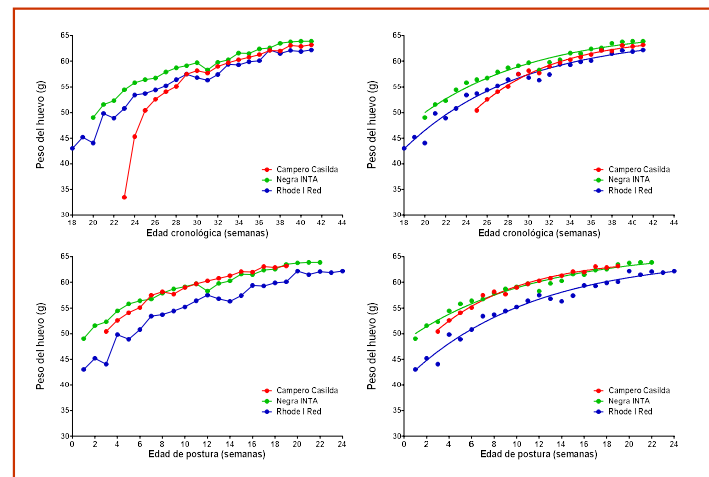 Peso del huevo (g)
65
60
55
50
45
40
35
30
18 20 22 24 26 28 30 32 34 36 38 40 42 44
Edad cronológica (semanas)
Campero Casilda
Negra INTA
Rhode I Red
Peso del huevo (g)
65
60
55
50
45
40
35
30
18 20 22 24 26 28 30 32 34 36 38 40 42 44
Edad cronológica (semanas)
Campero Casilda
Negra INTA
Rhode I Red
Peso del huevo (g)
65
60
55
50
45
40
35
30
0 2 4 6 8 10 12 14 16 18 20 22 24
Edad de postura (semanas)
Campero Casilda
Negra INTA
Rhode I Red
Peso del huevo (g)
65
60
55
50
45
40
35
30
0 2 4 6 8 10 12 14 16 18 20 22 24
Edad de postura (semanas)
Campero Casilda
Negra INTA
Rhode I Red